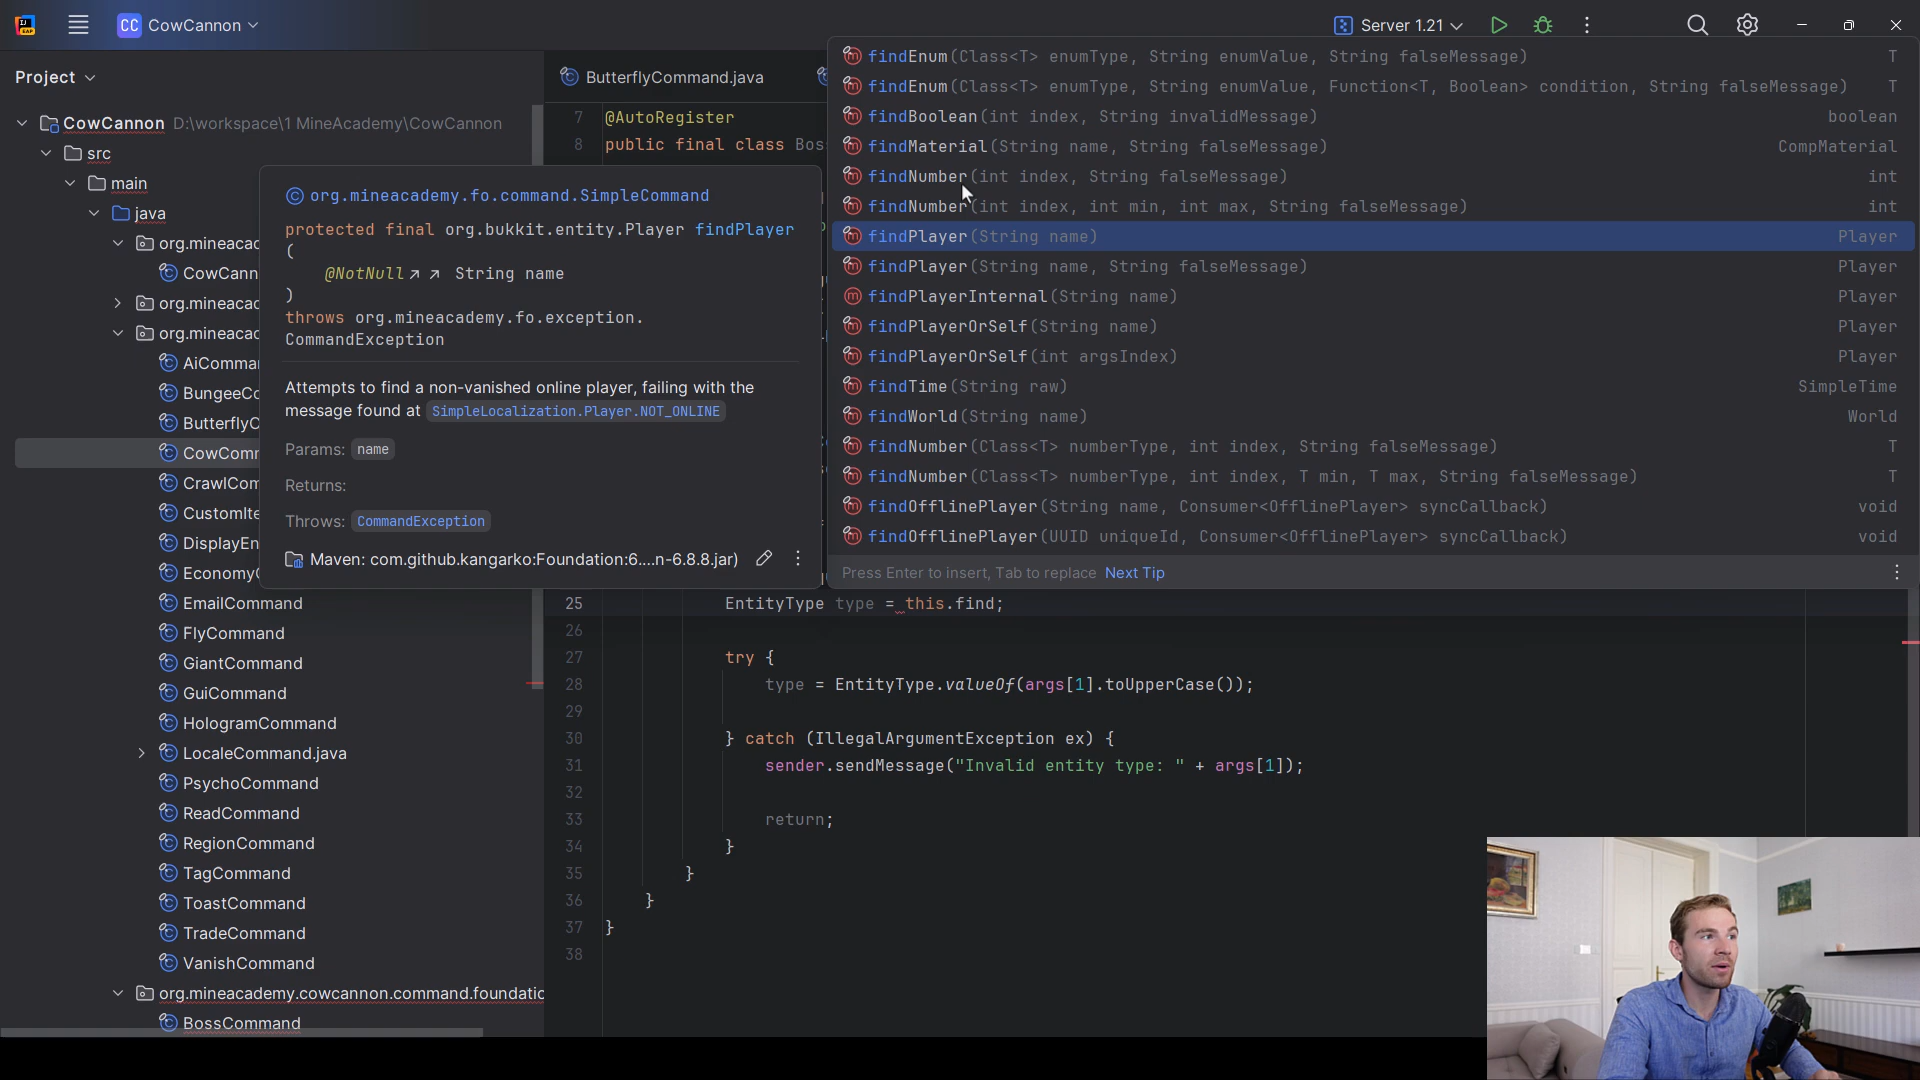 CC CowCannon
Server 1.21
Project
ButterflyCommand.java
CowCannon D:\workspace\1 MineAcademy\CowCannon
src
main
java
org.mineacad
CowCann
org.mineacad
org.mineacad
AiComma
BungeeCo
ButterflyC
CowComm
CrawlCom
CustomIte
DisplayEn
Economy
EmailCommand
FlyCommand
GiantCommand
GuiCommand
HologramCommand
LocaleCommand.java
PsychoCommand
ReadCommand
RegionCommand
TagCommand
ToastCommand
TradeCommand
VanishCommand
org.mineacademy.cowcannon.command.foundatic
BossCommand
7 @AutoRegister
8 public final class Bos
org.mineacademy.fo.command.SimpleCommand
protected final org.bukkit.entity.Player findPlayer
(
@NotNull String name
)
throws org.mineacademy.fo.exception.
CommandException
Attempts to find a non-vanished online player, failing with the
message found at SimpleLocalization.Player.NOT_ONLINE
Params: name
Returns:
Throws: CommandException
Maven: com.github.kangarko:Foundation:6....n-6.8.8.jar)
findEnum(Class<T> enumType, String enumValue, String falseMessage) T
findEnum(Class<T> enumType, String enumValue, Function<T, Boolean> condition, String falseMessage) T
findBoolean(int index, String invalidMessage) boolean
findMaterial(String name, String falseMessage) CompMaterial
findNumber(int index, String falseMessage) int
findNumber(int index, int min, int max, String falseMessage) int
findPlayer(String name) Player
findPlayer(String name, String falseMessage) Player
findPlayerInternal(String name) Player
findPlayerOrSelf(String name) Player
findPlayerOrSelf(int argsIndex) Player
findTime(String raw) SimpleTime
findWorld(String name) World
findNumber(Class<T> numberType, int index, String falseMessage) T
findNumber(Class<T> numberType, int index, T min, T max, String falseMessage) T
findOfflinePlayer(String name, Consumer<OfflinePlayer> syncCallback) void
findOfflinePlayer(UUID uniqueId, Consumer<OfflinePlayer> syncCallback) void
Press Enter to insert, Tab to replace Next Tip
25 EntityType type = this.find;
26
27 try {
28 type = EntityType.valueOf(args[1].toUpperCase());
29
30 } catch (IllegalArgumentException ex) {
31 sender.sendMessage("Invalid entity type: " + args[1]);
32
33 return;
34 }
35 }
36 }
37 }
38